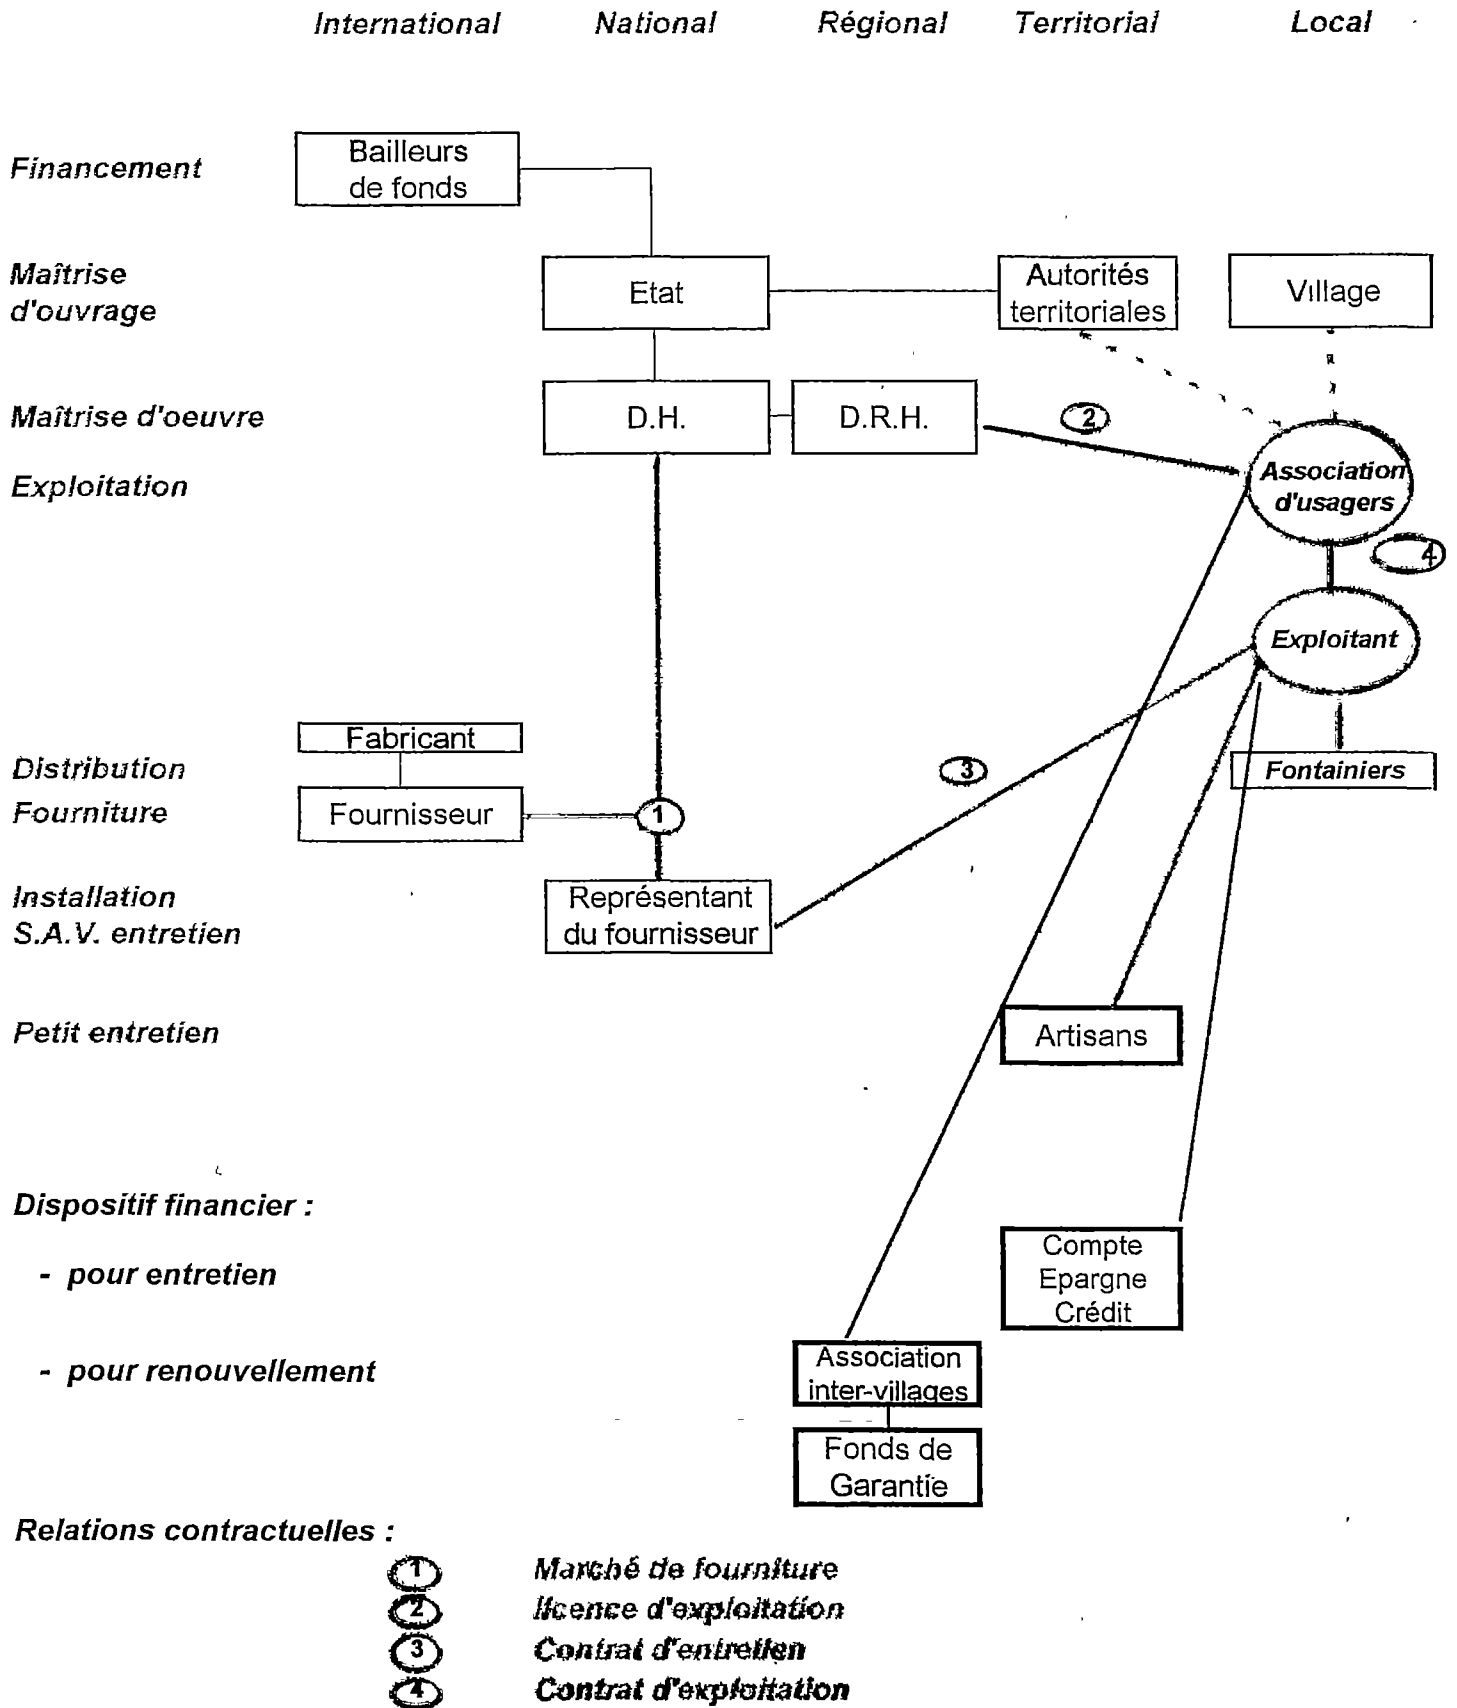 International National Régional Territorial Local
Financement
Bailleurs
de fonds
Maîtrise
d'ouvrage
Etat
Autorités
territoriales
Village
Maîtrise d'oeuvre
D.H.
D.R.H.
2
Exploitation
Association
d'usagers
4
Exploitant
Fabricant
Distribution
3
Fontainiers
Fourniture
Fournisseur
1
Installation
S.A.V. entretien
Représentant
du fournisseur
Petit entretien
Artisans
Dispositif financier :
- pour entretien
Compte
Epargne
Crédit
- pour renouvellement
Association
inter-villages
Fonds de
Garantie
Relations contractuelles :
1 Marché de fourniture
2 licence d'exploitation
3 Contrat d'entretien
4 Contrat d'exploitation